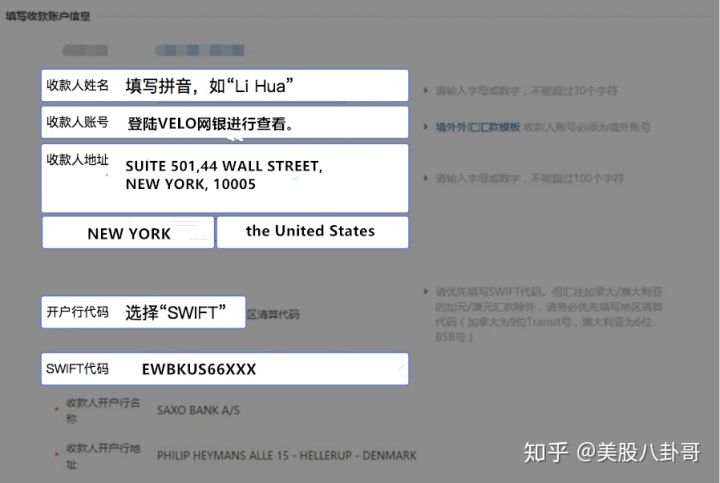 填写收款账户信息
收款人姓名 填写拼音，如“Li Hua”
请输入字母或数字，不能超过30个字符
收款人账号 登陆VELO网银进行查看。
境外外汇汇款模板 收款人账号必须为境外账号
收款人地址 SUITE 501,44 WALL STREET,
NEW YORK, 10005
请输入字母或数字，不能超过100个字符
NEW YORK the United States
开户行代码 选择“SWIFT” 区清算代码
请优先填写SWIFT代码。但汇往加拿大/澳大利亚
的加元/澳元汇款除外，请务必优先填写地区清算
代码（加拿大为9位Transit号，澳大利亚为6位
BSB号）
SWIFT代码 EWBKUS66XXX
* 收款人开户行名
称
SAXO BANK A/S
* 收款人开户行地
址
PHILIP HEYMANS ALLE 15 - HELLERUP - DENMARK
知乎 @美股八卦哥